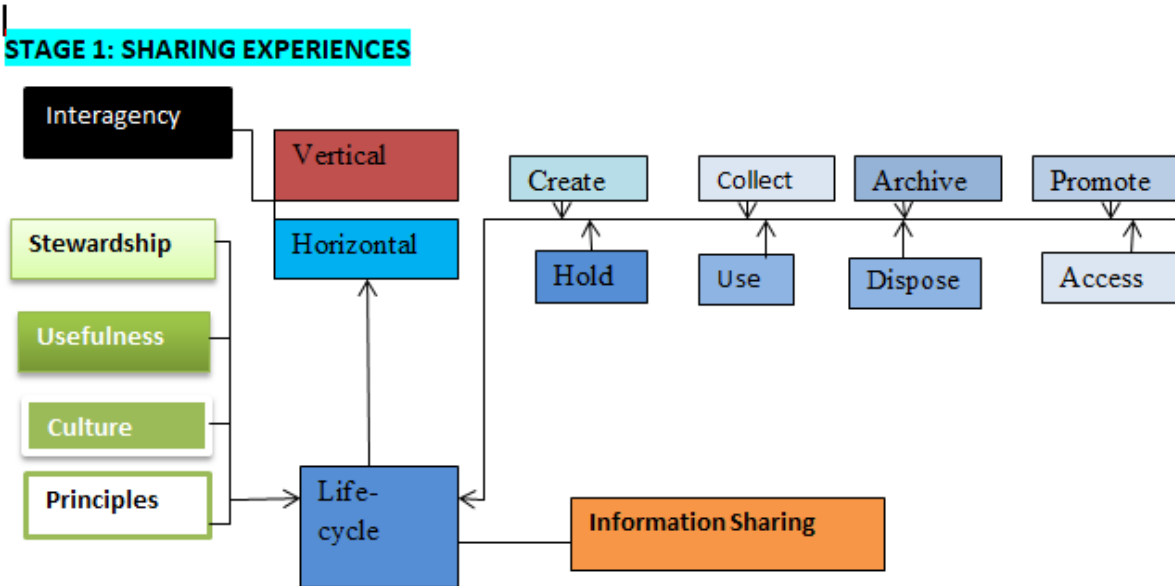 STAGE 1: SHARING EXPERIENCES
Interagency
Vertical
Horizontal
Create
Collect
Archive
Promote
Hold
Use
Dispose
Access
Stewardship
Usefulness
Culture
Principles
Life-
cycle
Information Sharing